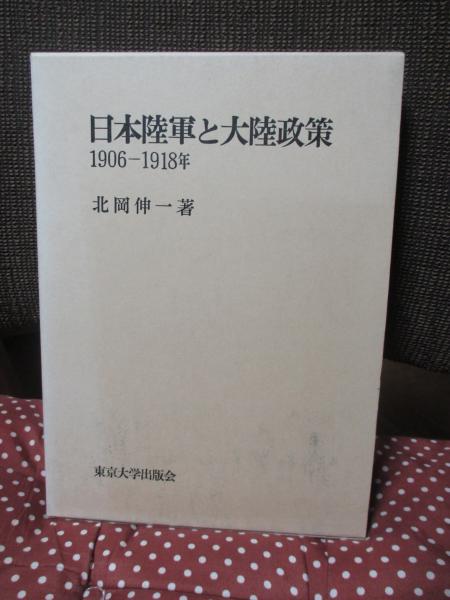 日本陸軍と大陸政策
1906－1918年
北岡伸一著
東京大学出版会